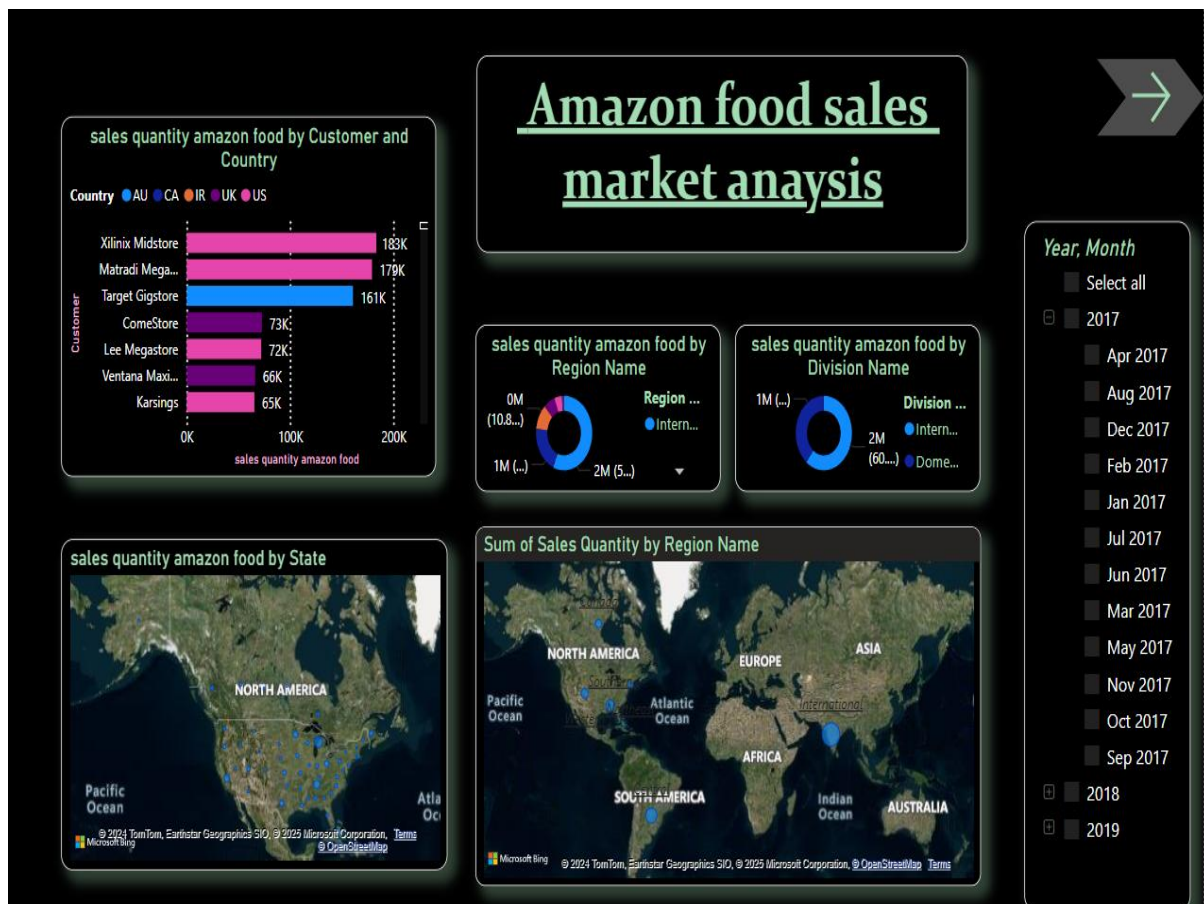 Amazon food sales
market anaysis
sales quantity amazon food by Customer and
Country
Country AU CA IR UK US
Customer
Xilinix Midstore 183K
Matradi Mega... 179K
Target Gigstore 161K
ComeStore 73K
Lee Megastore 72K
Ventana Maxi... 66K
Karsings 65K
0K 100K 200K
sales quantity amazon food
sales quantity amazon food by
Region Name
0M
(10.8...)
1M (...)
2M (5...)
Region ...
Intern...
sales quantity amazon food by
Division Name
1M (...)
2M
(60....)
Division ...
Intern...
Dome...
Year, Month
Select all
2017
Apr 2017
Aug 2017
Dec 2017
Feb 2017
Jan 2017
Jul 2017
Jun 2017
Mar 2017
May 2017
Nov 2017
Oct 2017
Sep 2017
2018
2019
sales quantity amazon food by State
NORTH AMERICA
Pacific
Ocean
Atla
Oc
© 2024 TomTom, Earthstar Geographics SIO, © 2025 Microsoft Corporation, Terms
Microsoft Bing
© OpenStreetMap
Sum of Sales Quantity by Region Name
Canada
NORTH AMERICA
EUROPE
ASIA
Pacific
Ocean
Atlantic
Ocean
International
AFRICA
SOUTH AMERICA
Indian
Ocean
AUSTRALIA
Microsoft Bing
© 2024 TomTom, Earthstar Geographics SIO, © 2025 Microsoft Corporation, © OpenStreetMap Terms